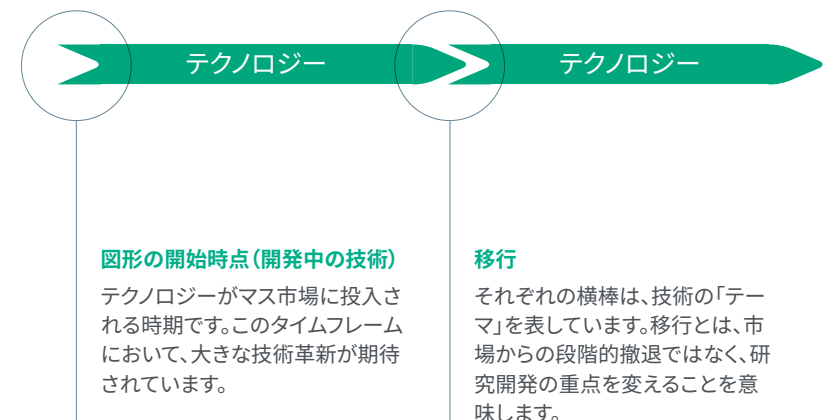 テクノロジー
テクノロジー
図形の開始時点（開発中の技術）
テクノロジーがマス市場に投入さ
れる時期です。このタイムフレーム
において、大きな技術革新が期待
されています。
移行
それぞれの横棒は、技術の「テー
マ」を表しています。移行とは、市
場からの段階的撤退ではなく、研
究開発の重点を変えることを意
味します。